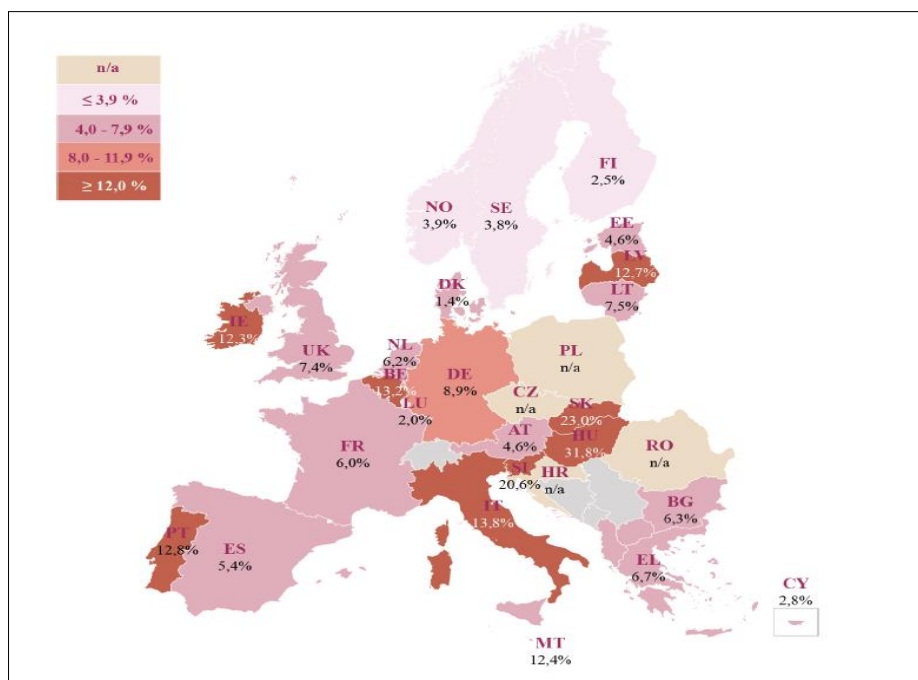 n/a
≤ 3,9 %
4,0 - 7,9 %
8,0 - 11,9 %
≥ 12,0 %
FI
2,5%
NO
3,9%
SE
3,8%
EE
4,6%
LV
12,7%
LT
7,5%
DK
1,4%
IE
12,3%
UK
7,4%
NL
6,2%
BE
13,2%
LU
2,0%
DE
8,9%
PL
n/a
CZ
n/a
SK
23,0%
AT
4,6%
HU
31,8%
FR
6,0%
SI
20,6%
HR
n/a
RO
n/a
IT
13,8%
BG
6,3%
PT
12,8%
ES
5,4%
EL
6,7%
CY
2,8%
MT
12,4%